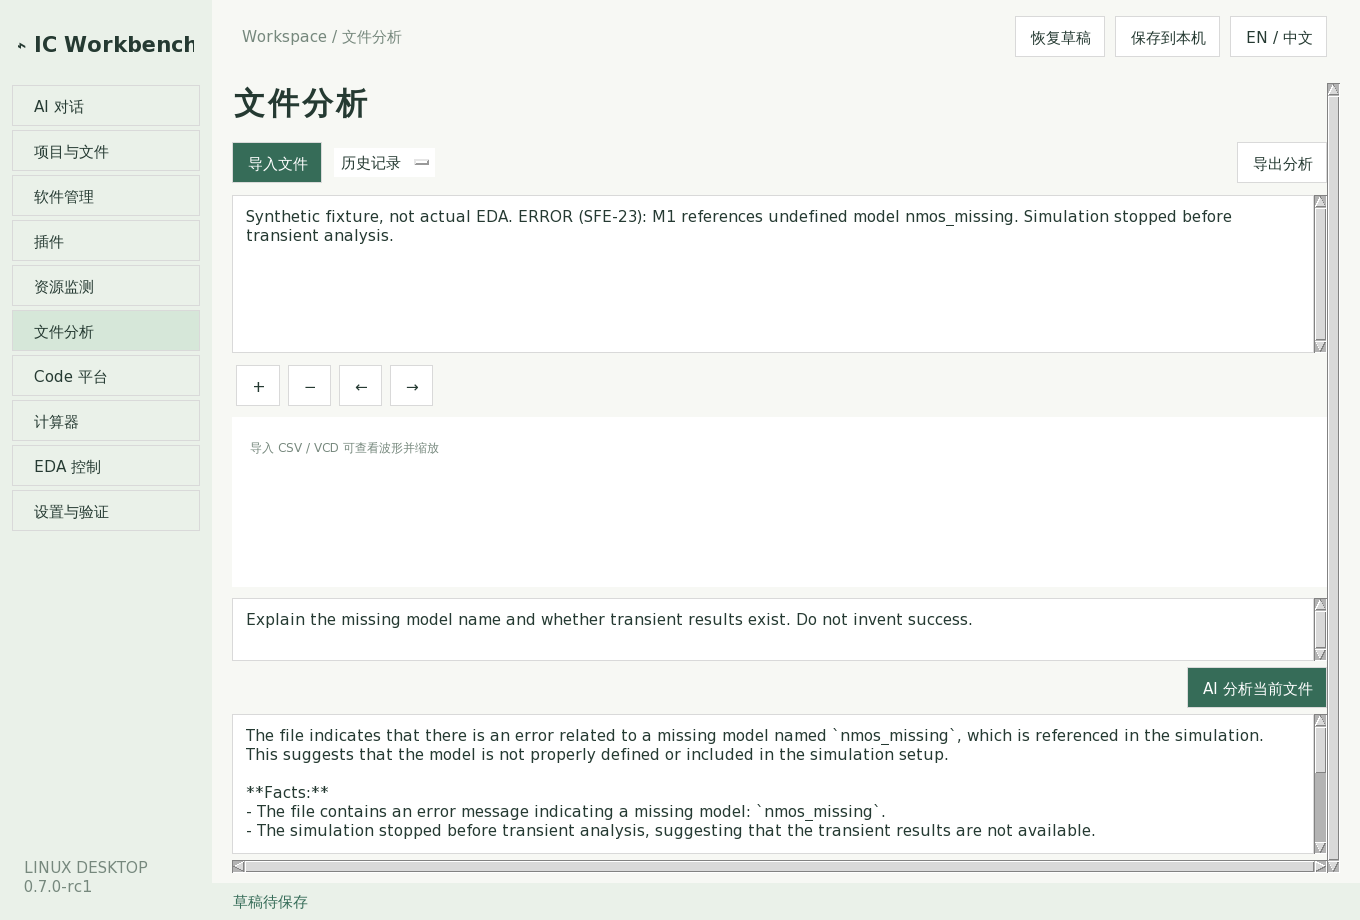 IC Workbench
Workspace / 文件分析
恢复草稿
保存到本机
EN / 中文
AI 对话
项目与文件
软件管理
插件
资源监测
文件分析
Code 平台
计算器
EDA 控制
设置与验证
LINUX DESKTOP
0.7.0-rc1
文件分析
导入文件
历史记录
导出分析
Synthetic fixture, not actual EDA. ERROR (SFE-23): M1 references undefined model nmos_missing. Simulation stopped before
transient analysis.
+
−
←
→
导入 CSV / VCD 可查看波形并缩放
Explain the missing model name and whether transient results exist. Do not invent success.
AI 分析当前文件
The file indicates that there is an error related to a missing model named `nmos_missing`, which is referenced in the simulation.
This suggests that the model is not properly defined or included in the simulation setup.
**Facts:**
- The file contains an error message indicating a missing model: `nmos_missing`.
- The simulation stopped before transient analysis, suggesting that the transient results are not available.
草稿待保存